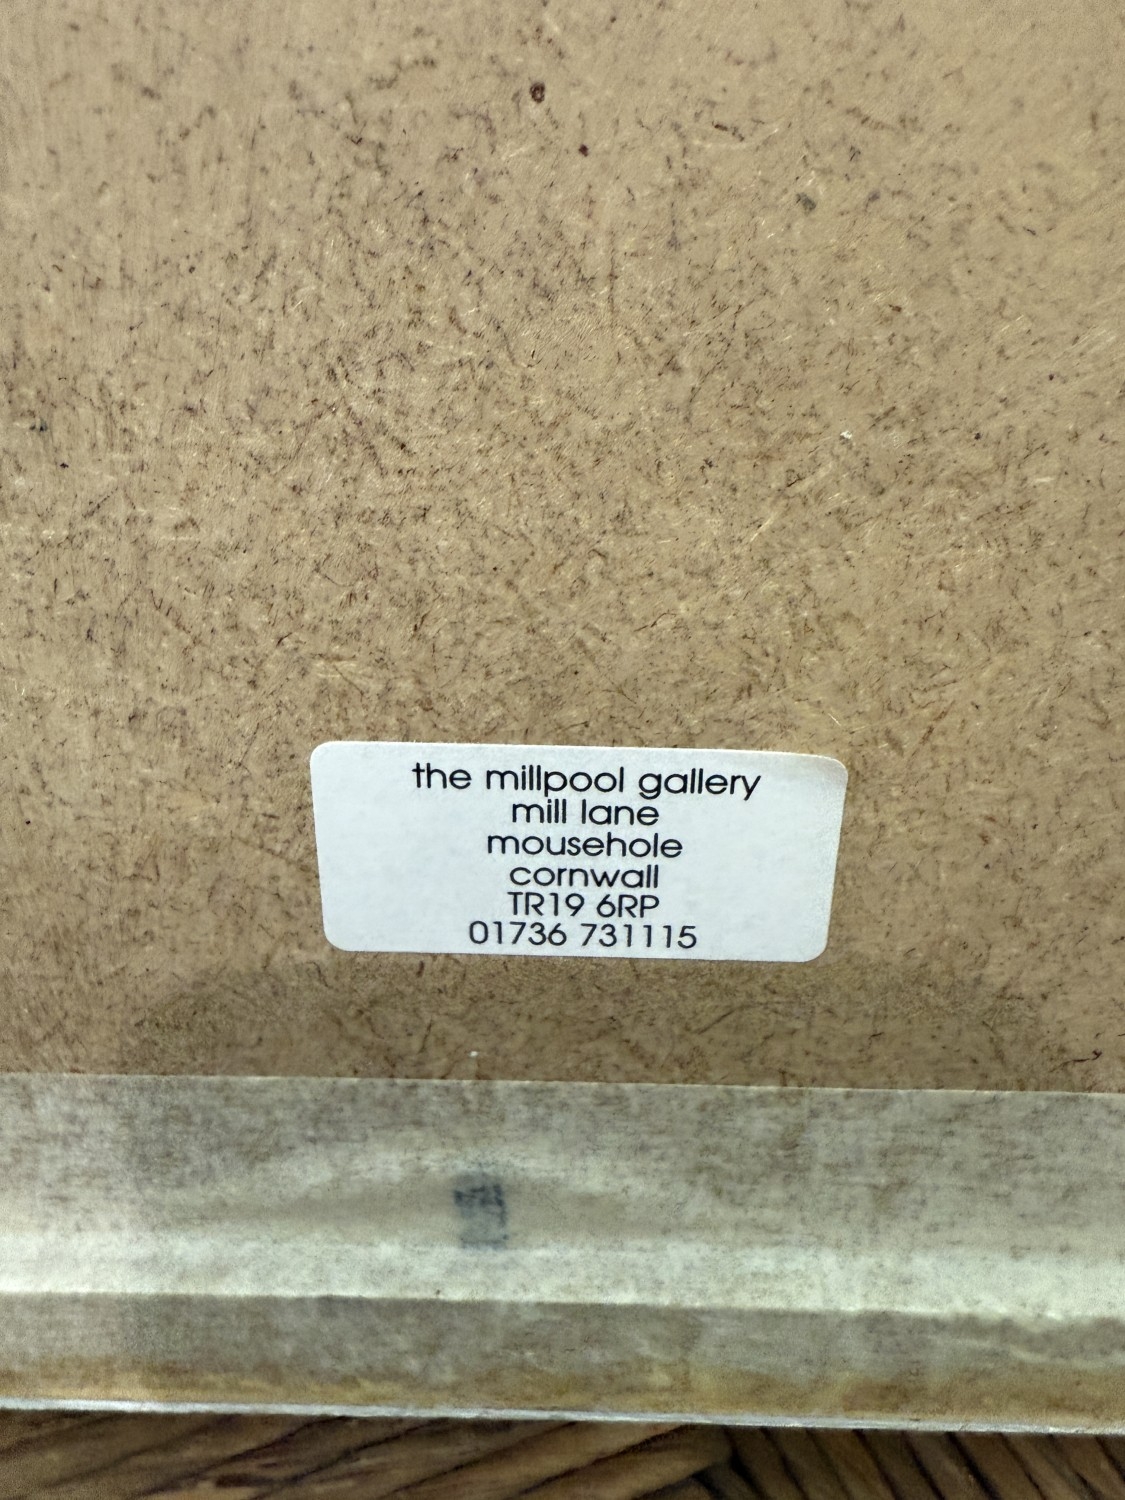 the millpool gallery
mill lane
mousehole
cornwall
TR19 6RP
01736 731115